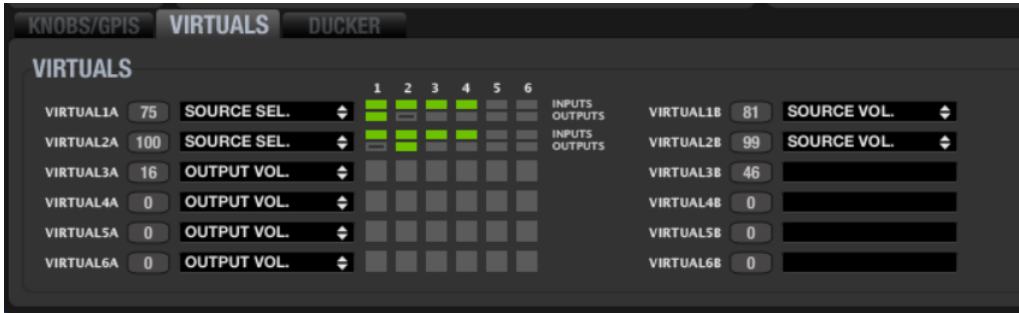 KNOBS/GPIS VIRTUALS DUCKER
VIRTUALS
1 2 3 4 5 6
VIRTUAL1A 75 SOURCE SEL. INPUTS VIRTUAL1B 81 SOURCE VOL.
OUTPUTS
VIRTUAL2A 100 SOURCE SEL. INPUTS VIRTUAL2B 99 SOURCE VOL.
OUTPUTS
VIRTUAL3A 16 OUTPUT VOL. VIRTUAL3B 46
VIRTUAL4A 0 OUTPUT VOL. VIRTUAL4B 0
VIRTUAL5A 0 OUTPUT VOL. VIRTUAL5B 0
VIRTUAL6A 0 OUTPUT VOL. VIRTUAL6B 0